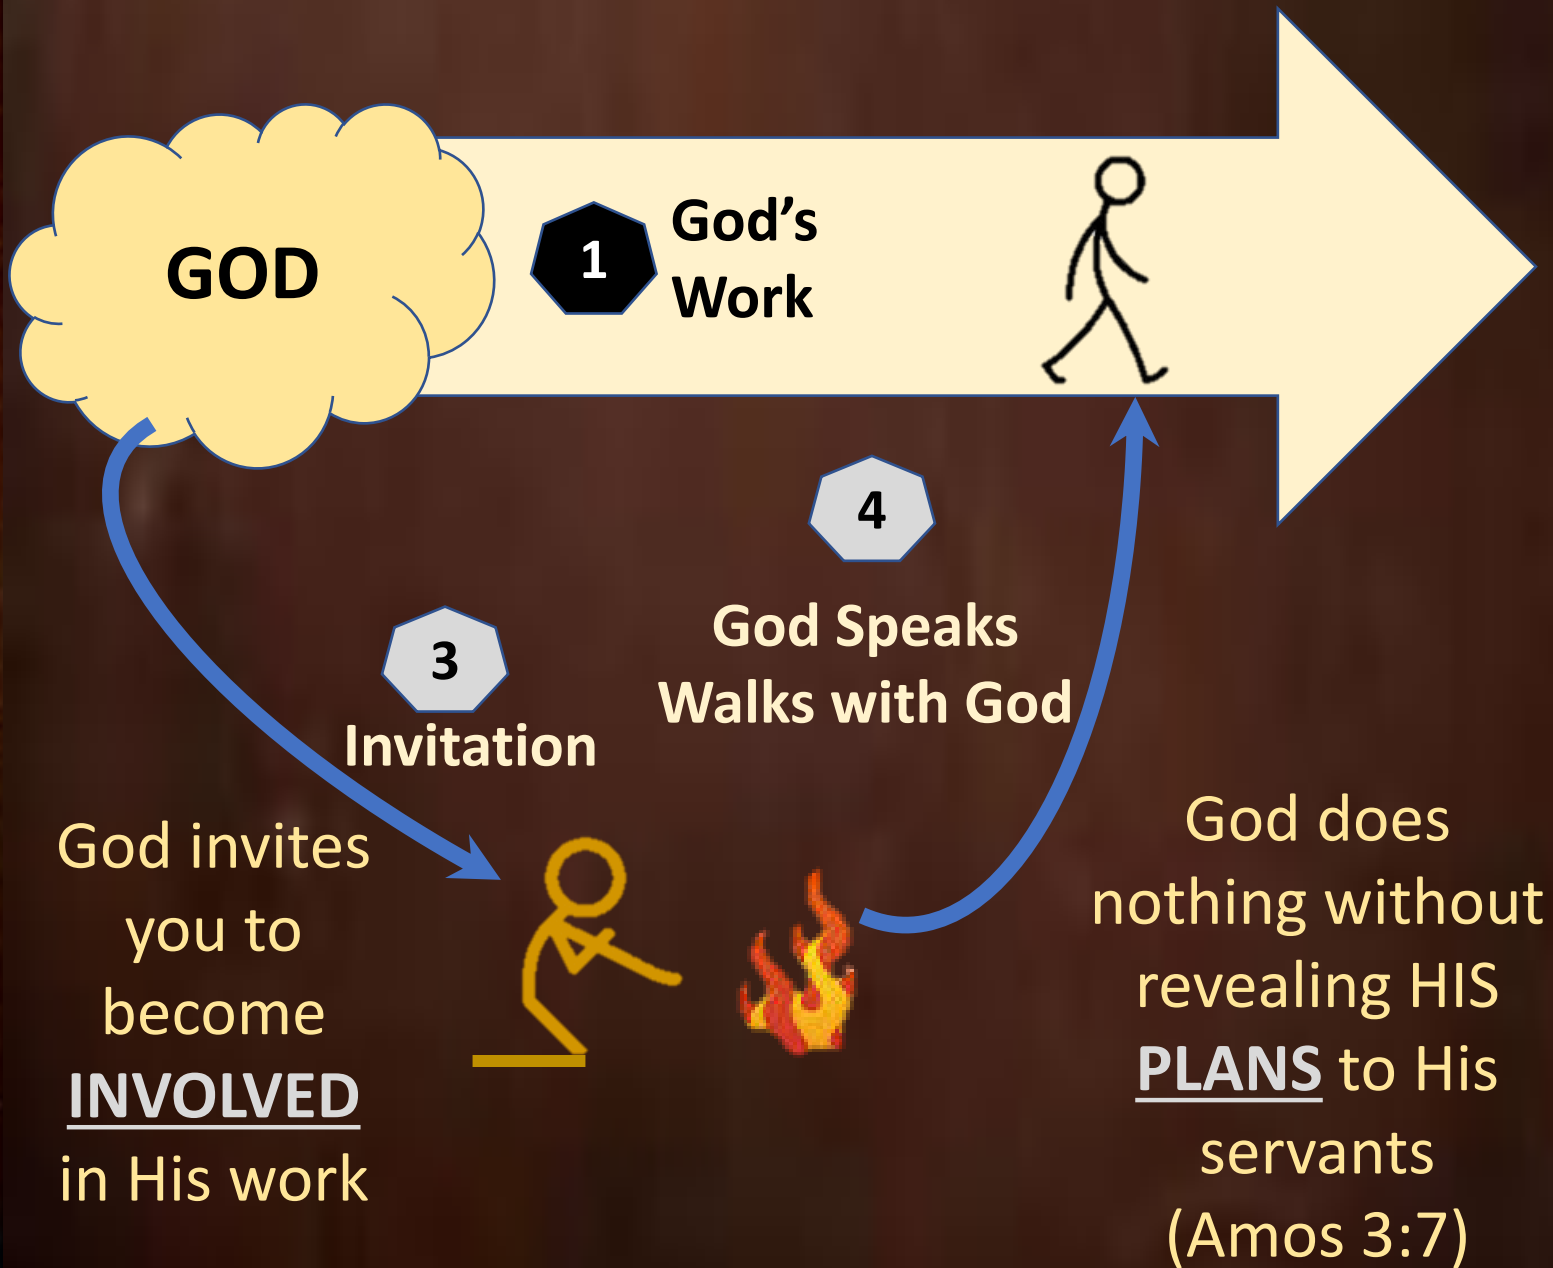 GOD
1
God’s
Work
4
God Speaks
Walks with God
3
Invitation
God invites
you to
become
INVOLVED
in His work
God does
nothing without
revealing HIS
PLANS to His
servants
(Amos 3:7)